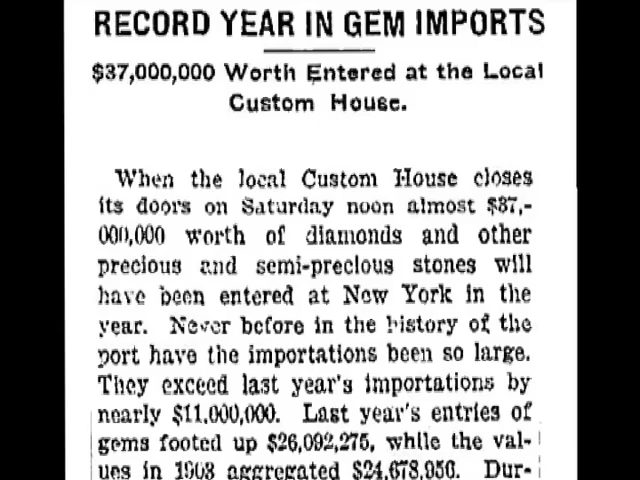 RECORD YEAR IN GEM IMPORTS
$37,000,000 Worth Entered at the Local
Custom House.
When the local Custom House closes
its doors on Saturday noon almost $37,-
000,000 worth of diamonds and other
precious and semi-precious stones will
have been entered at New York in the
year. Never before in the history of the
port have the importations been so large.
They exceed last year's importations by
nearly $11,000,000. Last year's entries of
gems footed up $26,092,275, while the val-
ues in 1903 aggregated $24,678,056. Dur-